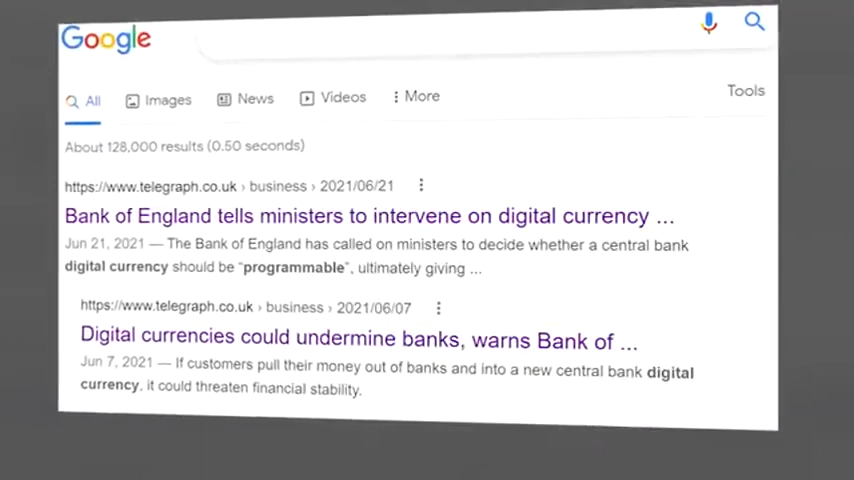 Google
All Images News Videos More Tools
About 128,000 results (0.50 seconds)
https://www.telegraph.co.uk › business › 2021/06/21
Bank of England tells ministers to intervene on digital currency ...
Jun 21, 2021 — The Bank of England has called on ministers to decide whether a central bank
digital currency should be "programmable", ultimately giving ...
https://www.telegraph.co.uk › business › 2021/06/07
Digital currencies could undermine banks, warns Bank of ...
Jun 7, 2021 — If customers pull their money out of banks and into a new central bank digital
currency, it could threaten financial stability.